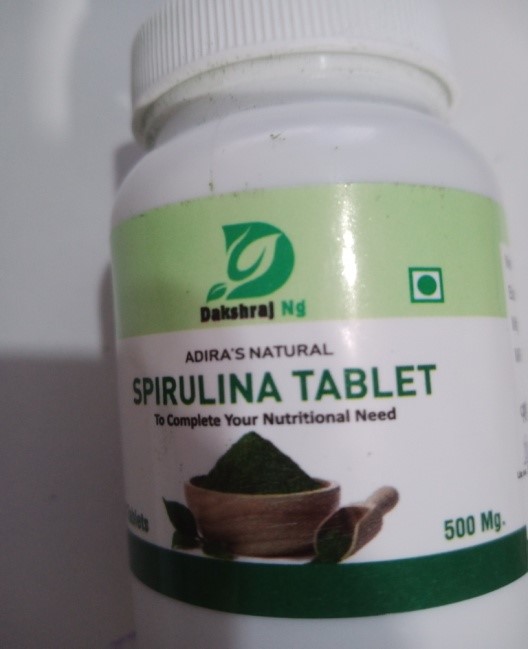 Dakshraj Ng
ADIRA'S NATURAL
SPIRULINA TABLET
To Complete Your Nutritional Need
500 Mg.